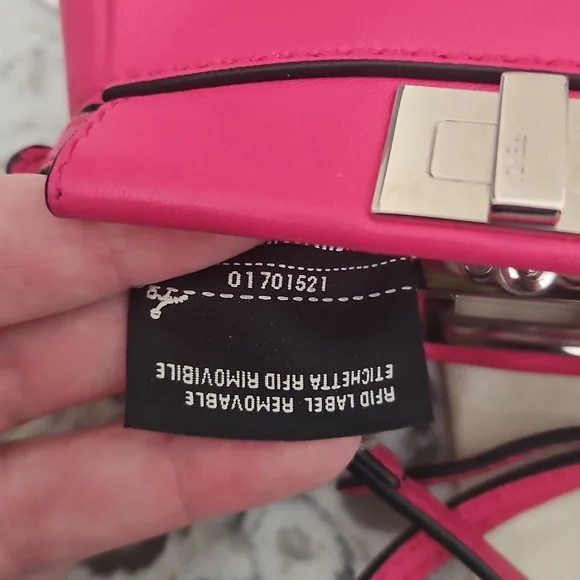 01701521
RFID LABEL REMOVABLE
ETICHETTA RFID RIMOVIBILE